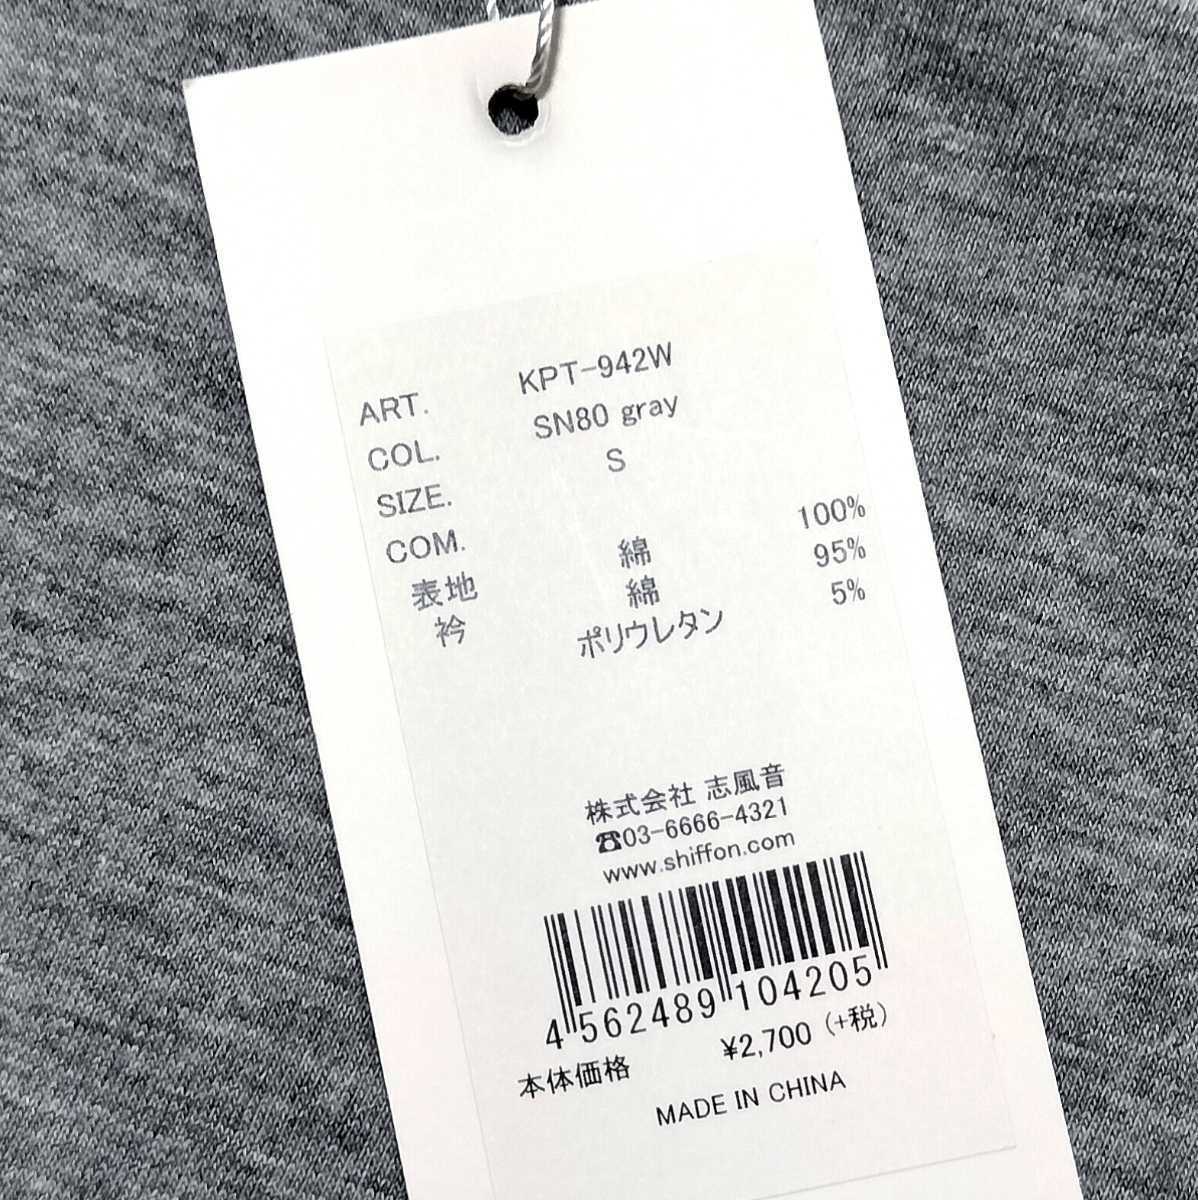 ART. KPT-942W
COL. SN80 gray
SIZE. S
COM.
表地 綿 100%
衿 綿 95%
ポリウレタン 5%
株式会社 志風音
☎03-6666-4321
www.shiffon.com
4 562489 104205
本体価格 ¥2,700 (+税)
MADE IN CHINA